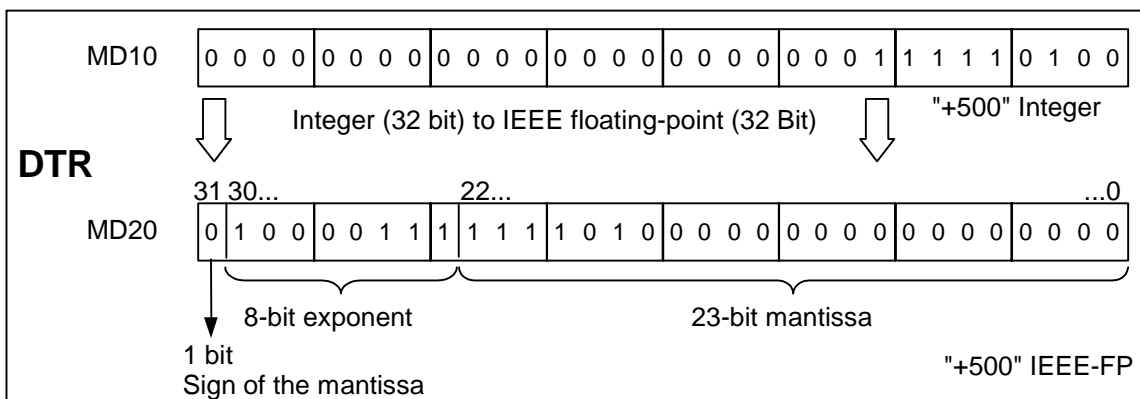 MD10 0 0 0 0 0 0 0 0 0 0 0 0 0 0 0 0 0 0 0 0 0 0 0 1 1 1 1 1 0 1 0 0
Integer (32 bit) to IEEE floating-point (32 Bit) "+500" Integer
DTR
31 30... 22... ...0
MD20 0 1 0 0 0 0 1 1 1 1 1 1 1 0 1 0 0 0 0 0 0 0 0 0 0 0 0 0 0 0 0 0
8-bit exponent 23-bit mantissa
1 bit
Sign of the mantissa "+500" IEEE-FP